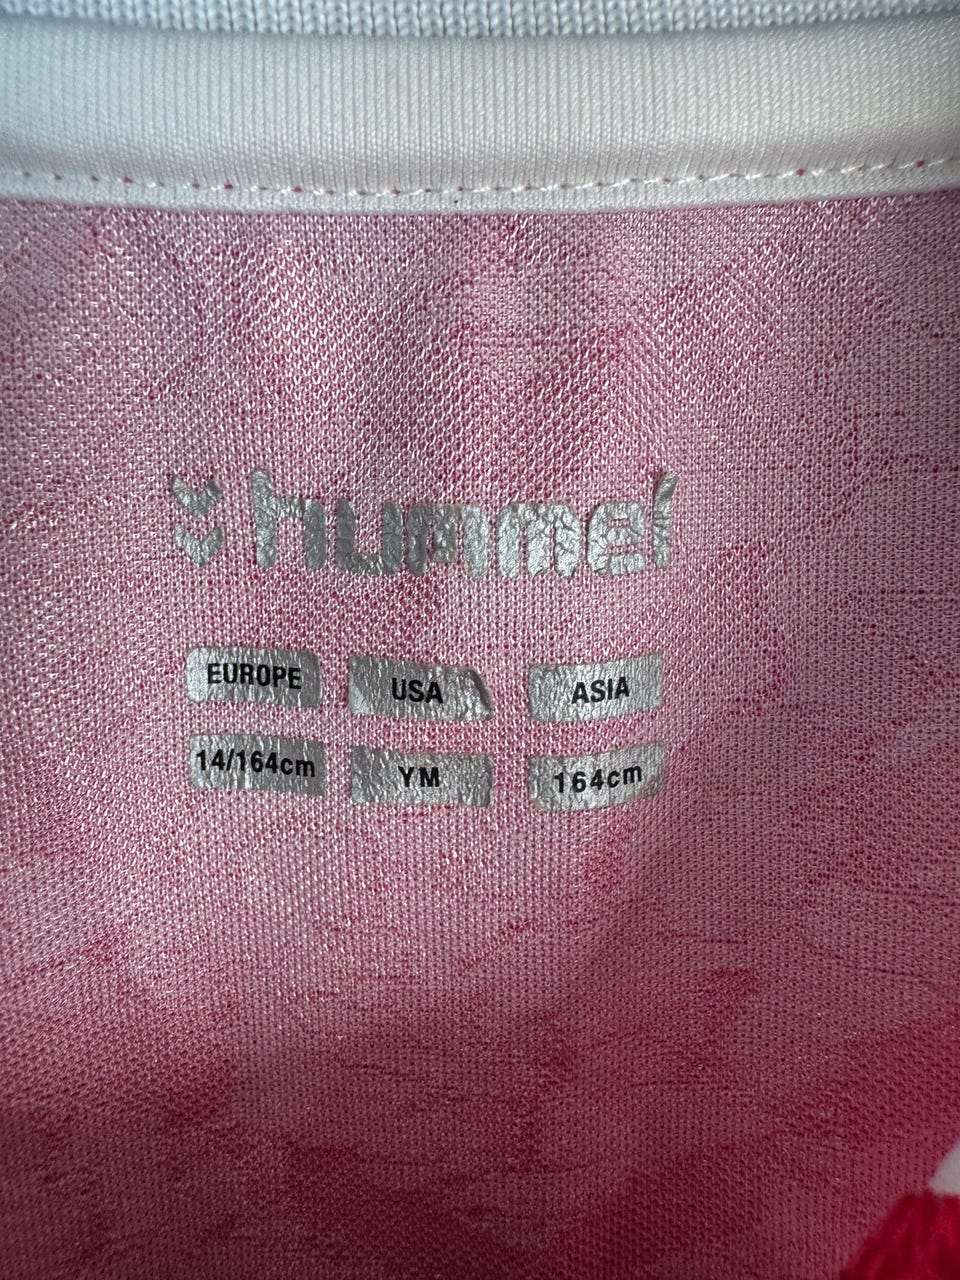 hummel
EUROPE USA ASIA
14/164cm YM 164cm